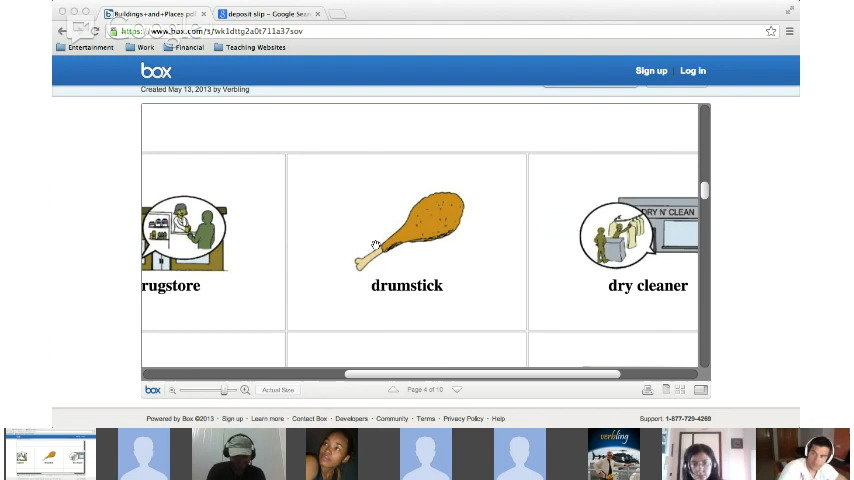 Buildings+and+Places.pdf
deposit slip - Google Sear
Google
https://www.box.com/s/wk1dttg2a0t711a37sov
Entertainment
Work
Financial
Teaching Websites
box
Sign up
Log in
Created May 13, 2013 by Verbling
DRY N' CLEAN
rugstore
drumstick
dry cleaner
box
Actual Size
Page 4 of 10
Powered by Box ©2013 · Sign up · Learn more · Contact Box · Developers · Community · Terms · Privacy Policy · Help
Support: 1-877-729-4269
verbling